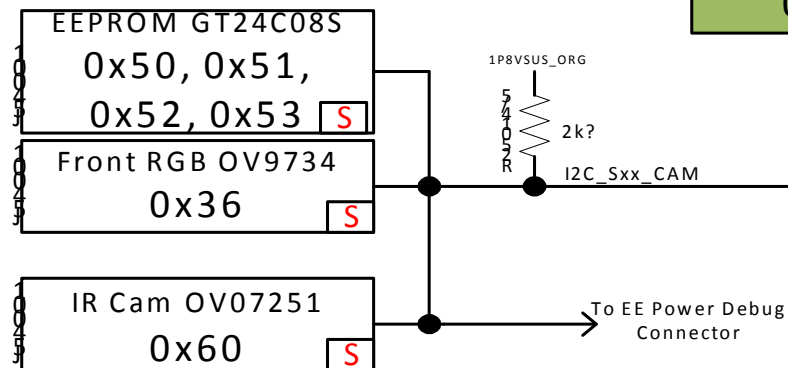 EEPROM GT24C08S
0x50, 0x51,
0x52, 0x53
S
1P8VSUS_ORG
2k?
Front RGB OV9734
0x36
S
I2C_Sxx_CAM
IR Cam OV07251
0x60
S
To EE Power Debug
Connector